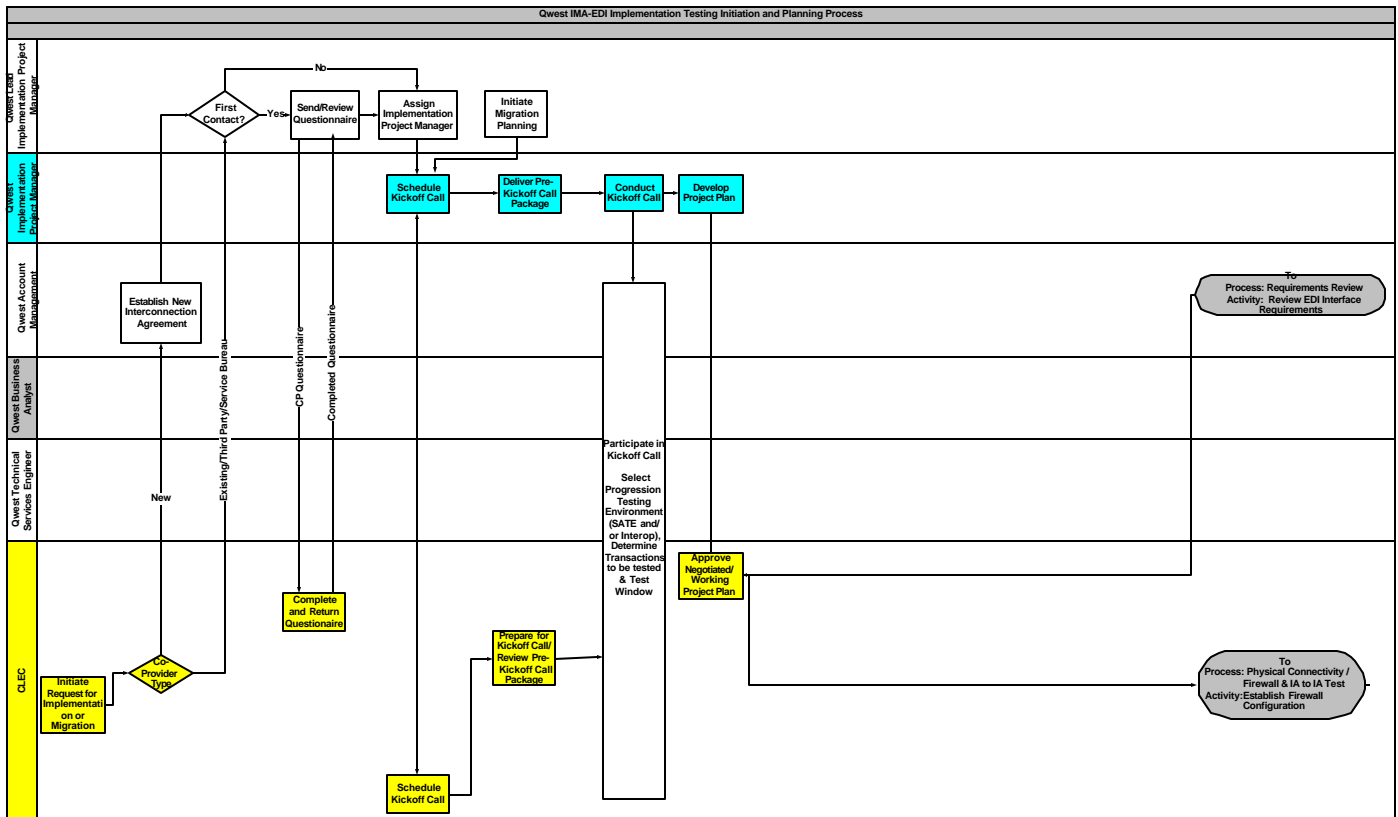 Qwest IMA-EDI Implementation Testing Initiation and Planning Process
Qwest Lead
Implementation Project
Manager
No
First
Contact?
Yes
Send/Review
Questionnaire
Assign
Implementation
Project Manager
Initiate
Migration
Planning
Qwest
Implementation
Project Manager
Schedule
Kickoff Call
Deliver Pre-
Kickoff Call
Package
Conduct
Kickoff Call
Develop
Project Plan
Qwest Account
Management
Establish New
Interconnection
Agreement
To
Process: Requirements Review
Activity: Review EDI Interface
Requirements
Existing/Third Party/Service Bureau
CP Questionnaire
Completed Questionnaire
Qwest Business
Analyst
Qwest Technical
Services Engineer
New
Participate in
Kickoff Call
Select
Progression
Testing
Environment
(SATE and/
or Interop),
Determine
Transactions
to be tested
& Test
Window
CLEC
Approve
Negotiated/
Working
Project Plan
Complete
and Return
Questionaire
Prepare for
Kickoff Call/
Review Pre-
Kickoff Call
Package
Co-
Provider
Type
Initiate
Request for
Implementati
on or
Migration
To
Process: Physical Connectivity /
Firewall & IA to IA Test
Activity:Establish Firewall
Configuration
Schedule
Kickoff Call